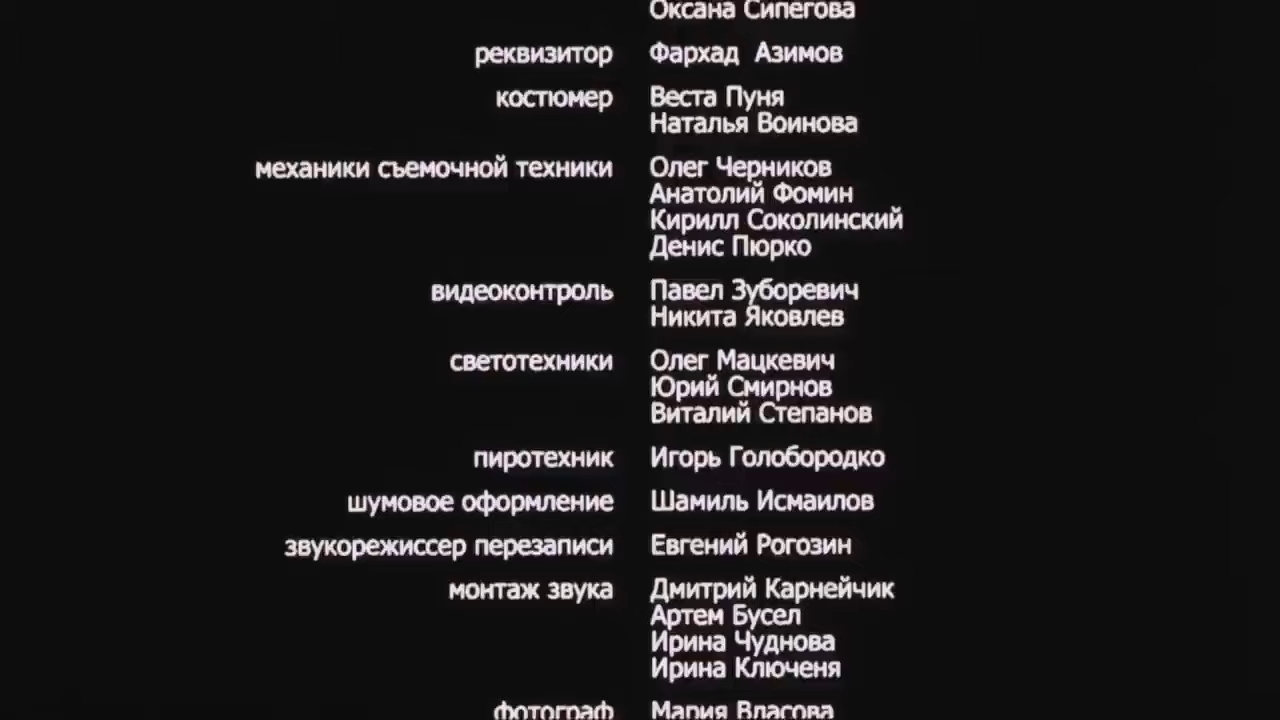 Оксана Сипегова
реквизитор Фархад Азимов
костюмер Веста Пуня
Наталья Воинова
механики съемочной техники Олег Черников
Анатолий Фомин
Кирилл Соколинский
Денис Пюрко
видеоконтроль Павел Зуборевич
Никита Яковлев
светотехники Олег Мацкевич
Юрий Смирнов
Виталий Степанов
пиротехник Игорь Голобородко
шумовое оформление Шамиль Исмаилов
звукорежиссер перезаписи Евгений Рогозин
монтаж звука Дмитрий Карнейчик
Артем Бусел
Ирина Чуднова
Ирина Ключеня
фотограф Мария Власова